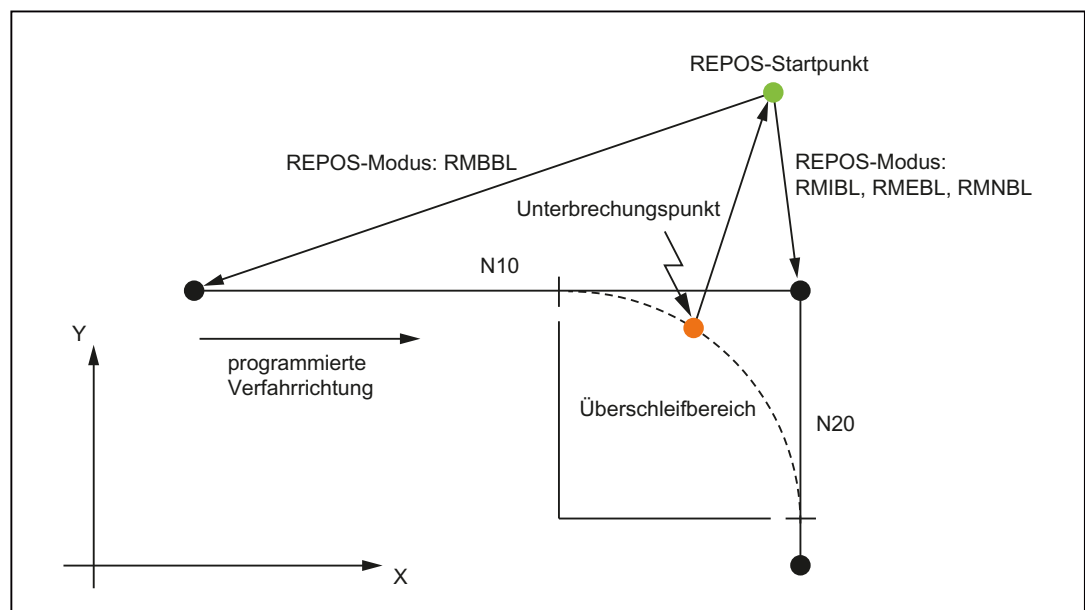 REPOS-Startpunkt
REPOS-Modus: RMBBL
REPOS-Modus:
RMIBL, RMEBL, RMNBL
Unterbrechungspunkt
N10
Y
programmierte
Verfahrrichtung
Überschleifbereich
N20
X